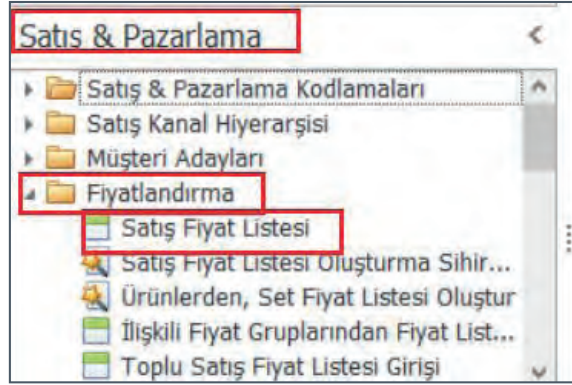 Satış & Pazarlama
Satış & Pazarlama Kodlamaları
Satış Kanal Hiyerarşisi
Müşteri Adayları
Fiyatlandırma
Satış Fiyat Listesi
Satış Fiyat Listesi Oluşturma Sihir...
Ürünlerden, Set Fiyat Listesi Oluştur
İlişkili Fiyat Gruplarından Fiyat List...
Toplu Satış Fiyat Listesi Girişi